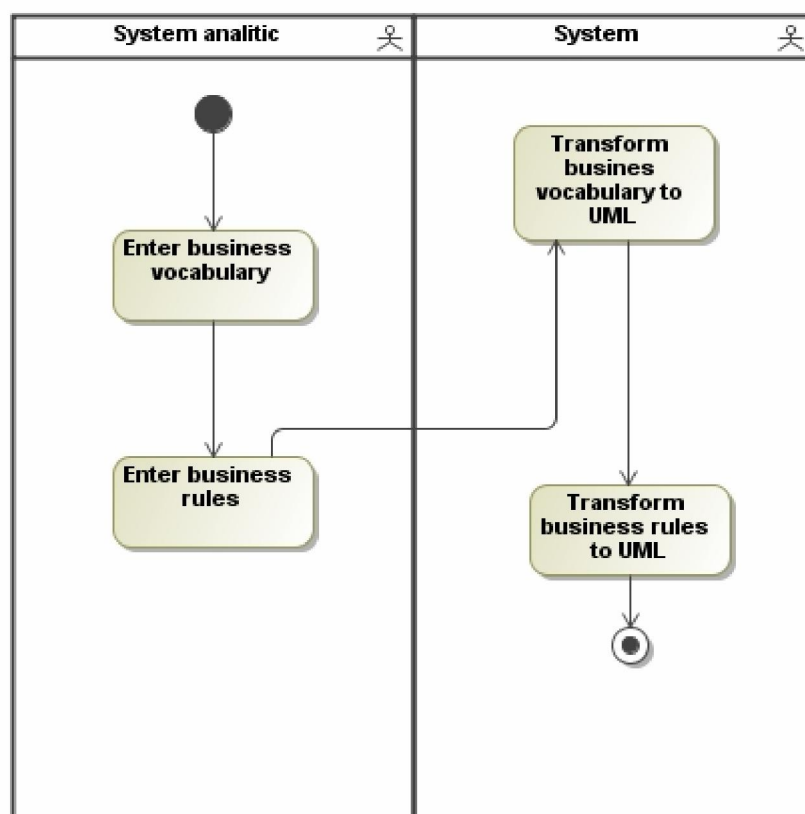 System analitic
System
Enter business
vocabulary
Enter business
rules
Transform
busines
vocabulary to
UML
Transform
business rules
to UML